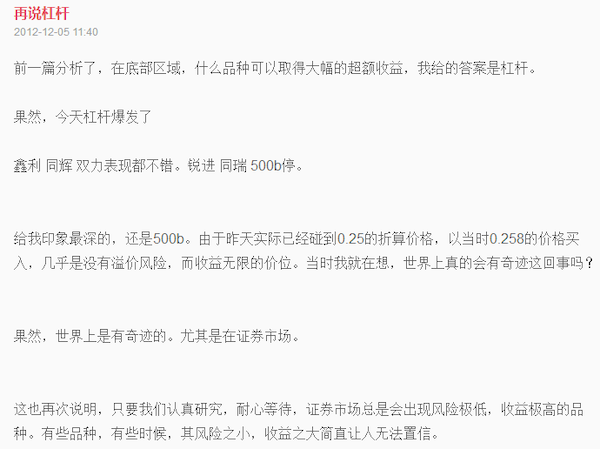 再说杠杆
2012-12-05 11:40
前一篇分析了，在底部区域，什么品种可以取得大幅的超额收益，我给的答案是杠杆。
果然，今天杠杆爆发了
鑫利 同辉 双力表现都不错。锐进 同瑞 500b停。
给我印象最深的，还是500b。由于昨天实际已经碰到0.25的折算价格，以当时0.258的价格买
入，几乎是没有溢价风险，而收益无限的价位。当时我就在想，世界上真的会有奇迹这回事吗？
果然，世界上是有奇迹的。尤其是在证券市场。
这也再次说明，只要我们认真研究，耐心等待，证券市场总是会出现风险极低，收益极高的品
种。有些品种，有些时候，其风险之小，收益之大简直让人无法置信。